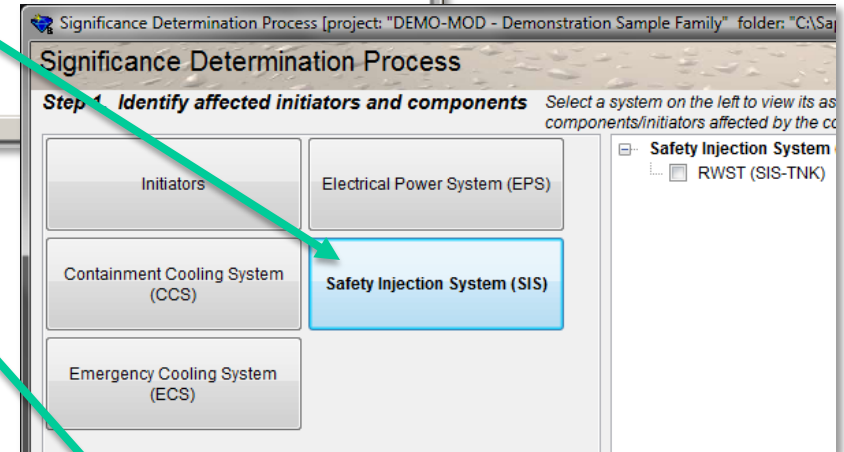 Significance Determination Process [project: "DEMO-MOD - Demonstration Sample Family" folder: "C:\Sap
Significance Determination Process
Step 1. Identify affected initiators and components
Select a system on the left to view its as
components/initiators affected by the co
Initiators
Electrical Power System (EPS)
Safety Injection System
RWST (SIS-TNK)
Containment Cooling System
(CCS)
Safety Injection System (SIS)
Emergency Cooling System
(ECS)